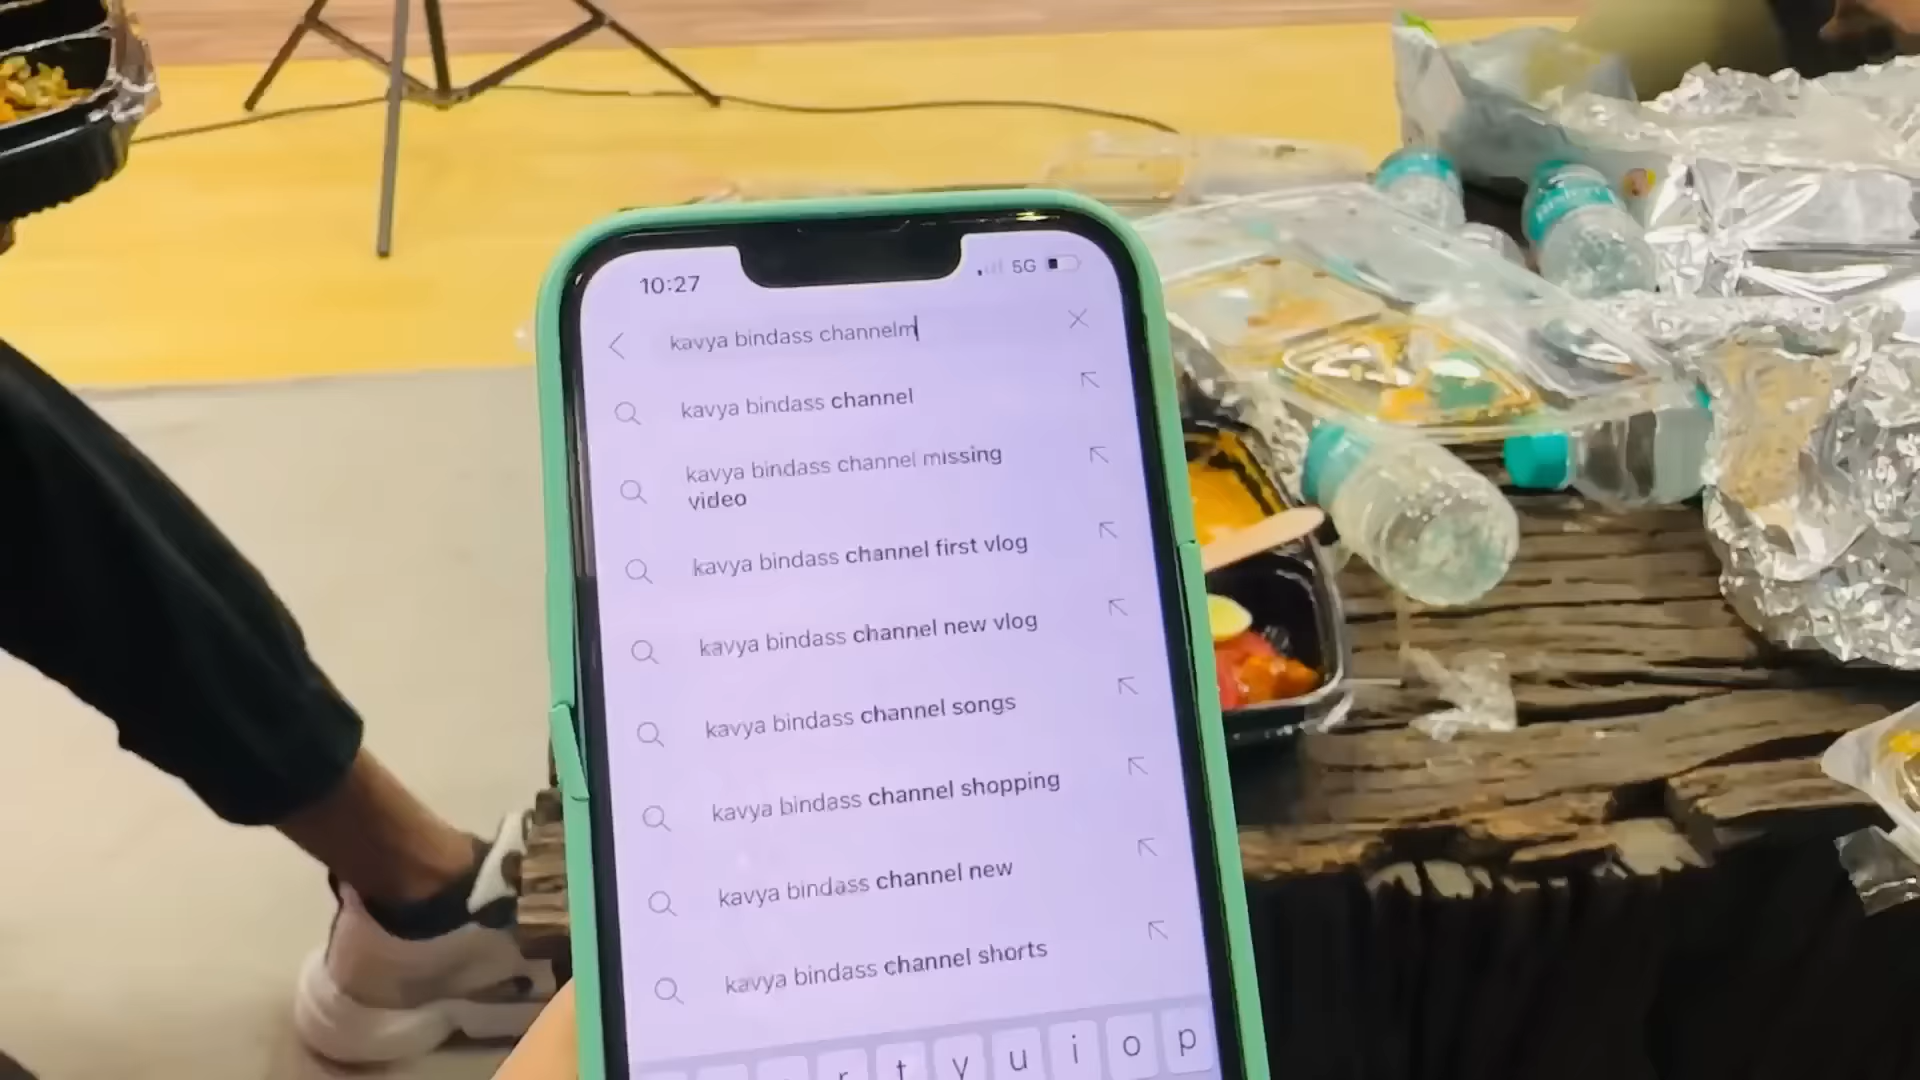 10:27
5G
kavya bindass channelm
kavya bindass channel
kavya bindass channel missing
video
kavya bindass channel first vlog
kavya bindass channel new vlog
kavya bindass channel songs
kavya bindass channel shopping
kavya bindass channel new
kavya bindass channel shorts
r t y u i o p